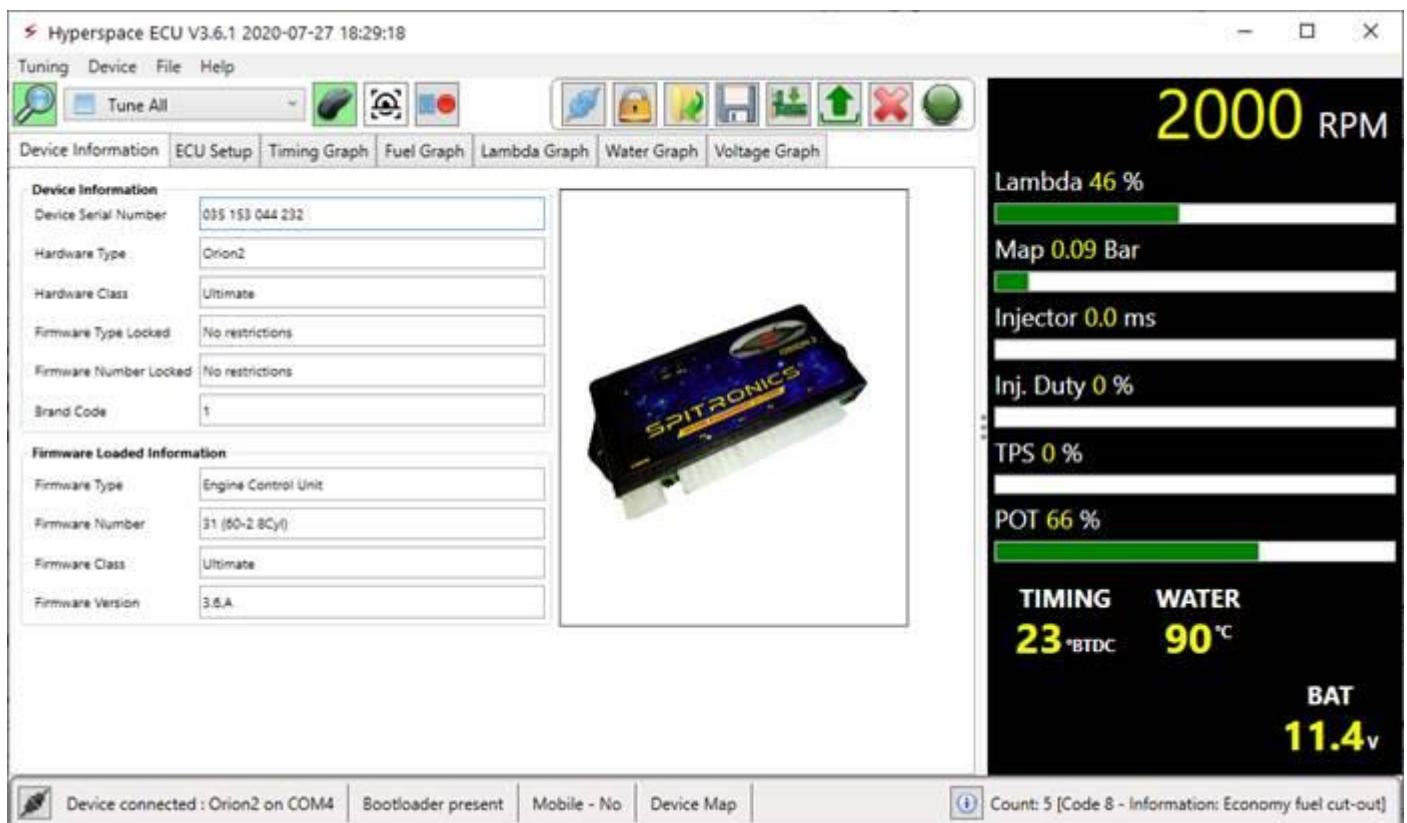 Hyperspace ECU V3.6.1 2020-07-27 18:29:18
Tuning Device File Help
Tune All
Device Information ECU Setup Timing Graph Fuel Graph Lambda Graph Water Graph Voltage Graph
Device Information
Device Serial Number 035 153 044 232
Hardware Type Orion2
Hardware Class Ultimate
Firmware Type Locked No restrictions
Firmware Number Locked No restrictions
Brand Code 1
Firmware Loaded Information
Firmware Type Engine Control Unit
Firmware Number 31 (60-2 8Cyl)
Firmware Class Ultimate
Firmware Version 3.6.A
ORION 2
SPITRONICS
2000 RPM
Lambda 46 %
Map 0.09 Bar
Injector 0.0 ms
Inj. Duty 0 %
TPS 0 %
POT 66 %
TIMING WATER
23 °BTDC 90 °C
BAT
11.4 v
Device connected : Orion2 on COM4 Bootloader present Mobile - No Device Map Count: 5 [Code 8 - Information: Economy fuel cut-out]